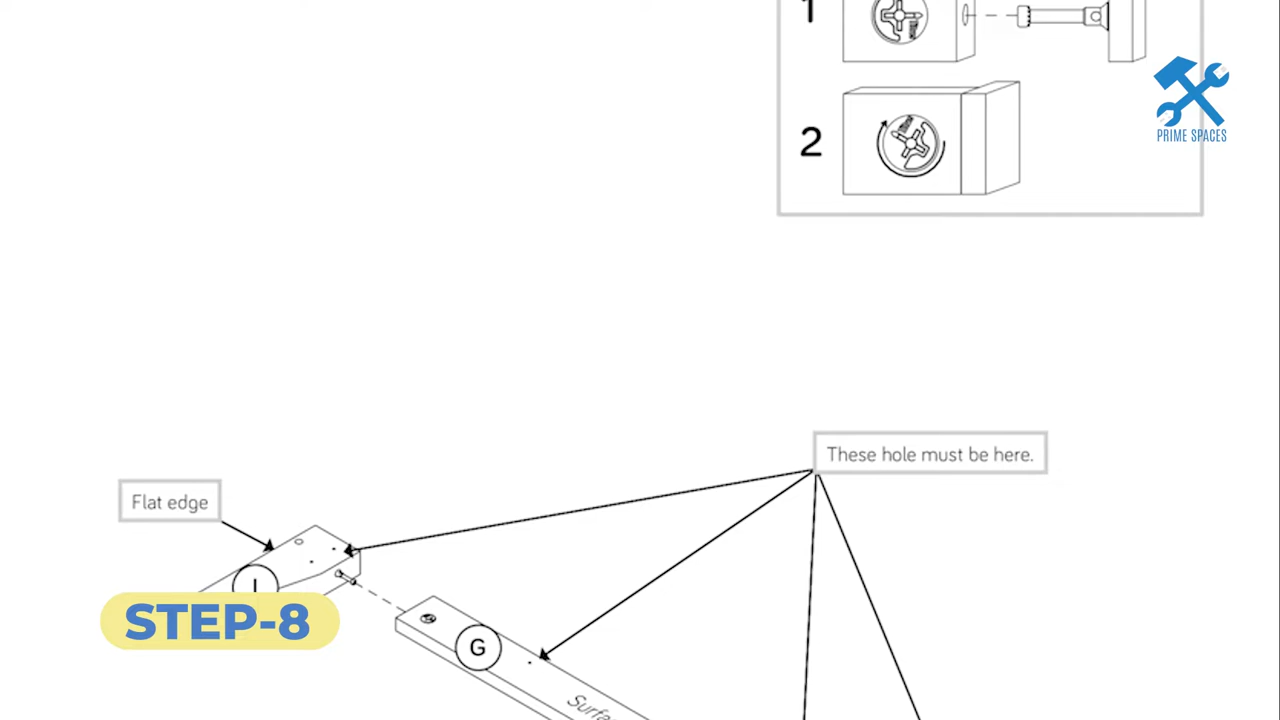 1
2
PRIME SPACES
These hole must be here.
Flat edge
STEP-8
G